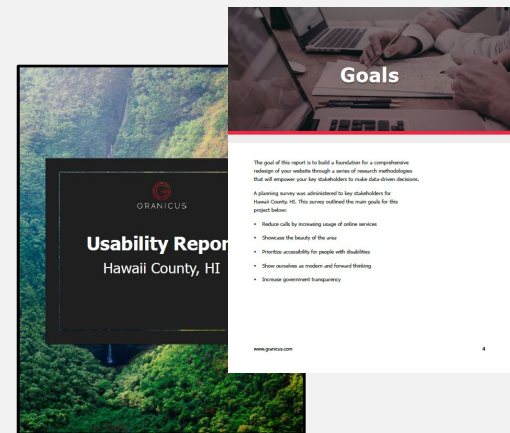 GRANICUS
Usability Repor
Hawaii County, HI
Goals
The goal of this report is to build a foundation for a comprehensive
redesign of your website through a series of research methodologies
that will empower your key stakeholders to make data-driven decisions.
A planning survey was administered to key stakeholders for
Hawaii County, HI. This survey outlined the main goals for this
project below:
• Reduce calls by increasing usage of online services
• Showcase the beauty of the area
• Prioritize accessibility for people with disabilities
• Show ourselves as modern and forward thinking
• Increase government transparency
www.granicus.com 4